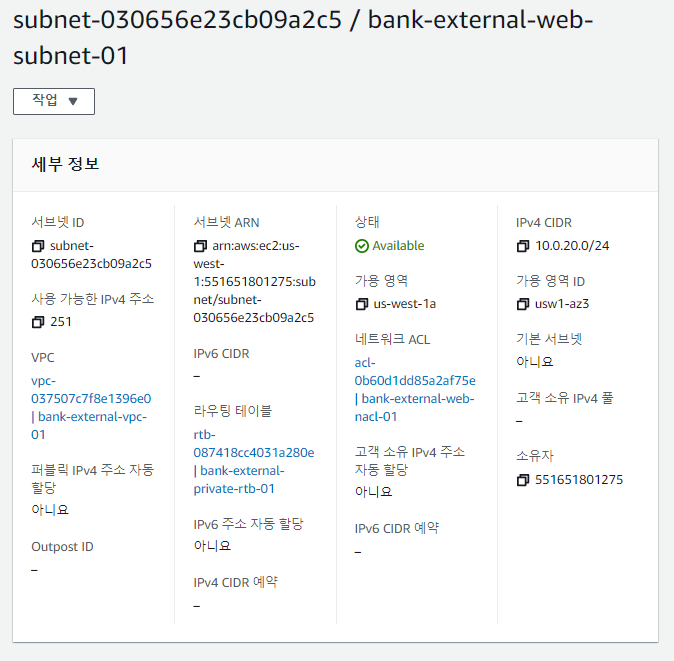 subnet-030656e23cb09a2c5 / bank-external-web-
subnet-01
작업 ▼
세부 정보
서브넷 ID
subnet-
030656e23cb09a2c5
사용 가능한 IPv4 주소
251
VPC
vpc-
037507c7f8e1396e0
| bank-external-vpc-
01
퍼블릭 IPv4 주소 자동
할당
아니요
Outpost ID
–
서브넷 ARN
arn:aws:ec2:us-
west-
1:551651801275:sub
net/subnet-
030656e23cb09a2c5
IPv6 CIDR
–
라우팅 테이블
rtb-
087418cc4031a280e
| bank-external-
private-rtb-01
IPv6 주소 자동 할당
아니요
IPv4 CIDR 예약
–
상태
Available
가용 영역
us-west-1a
네트워크 ACL
acl-
0b60d1dd85a2af75e
| bank-external-web-
nacl-01
고객 소유 IPv4 주소
자동 할당
아니요
IPv6 CIDR 예약
–
IPv4 CIDR
10.0.20.0/24
가용 영역 ID
usw1-az3
기본 서브넷
아니요
고객 소유 IPv4 풀
–
소유자
551651801275